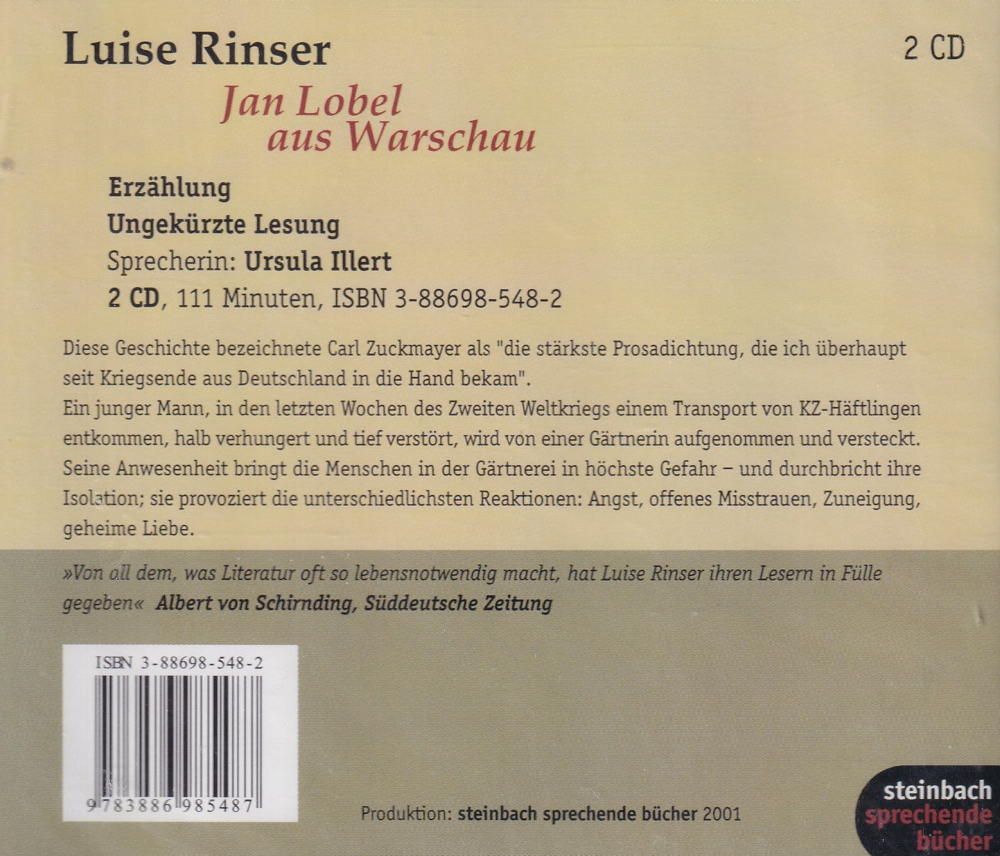 Luise Rinser
2 CD
Jan Lobel
aus Warschau
Erzählung
Ungekürzte Lesung
Sprecherin: Ursula Illert
2 CD, 111 Minuten, ISBN 3-88698-548-2
Diese Geschichte bezeichnete Carl Zuckmayer als "die stärkste Prosadichtung, die ich überhaupt
seit Kriegsende aus Deutschland in die Hand bekam".
Ein junger Mann, in den letzten Wochen des Zweiten Weltkriegs einem Transport von KZ-Häftlingen
entkommen, halb verhungert und tief verstört, wird von einer Gärtnerin aufgenommen und versteckt.
Seine Anwesenheit bringt die Menschen in der Gärtnerei in höchste Gefahr – und durchbricht ihre
Isolation; sie provoziert die unterschiedlichsten Reaktionen: Angst, offenes Misstrauen, Zuneigung,
geheime Liebe.
»Von all dem, was Literatur oft so lebensnotwendig macht, hat Luise Rinser ihren Lesern in Fülle
gegeben« Albert von Schirnding, Süddeutsche Zeitung
ISBN 3-88698-548-2
9 783886 985487
Produktion: steinbach sprechende bücher 2001
steinbach
sprechende
bücher